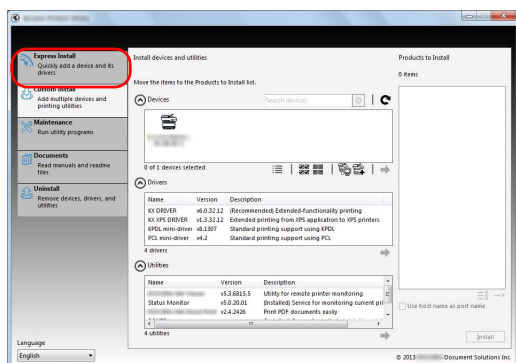 Express Install
Quickly add a device and its
drivers
Custom Install
Add multiple devices and
printing utilities
Maintenance
Run utility programs
Documents
Read manuals and readme
files
Uninstall
Remove devices, drivers, and
utilities
Language
English
Install devices and utilities
Move the items to the Products to Install list.
Devices
Search devices
0 of 1 devices selected
Drivers
Name Version Description
KX DRIVER v6.0.32.12 (Recommended) Extended-functionality printing
KX XPS DRIVER v1.3.32.12 Extended printing from XPS application to XPS printers
KPDL mini-driver v8.1307 Standard printing support using KPDL
PCL mini-driver v4.2 Standard printing support using PCL
4 drivers
Utilities
Name Version Description
v5.3.6815.5 Utility for remote printer monitoring
Status Monitor v5.0.20.01 (Installed) Service for monitoring current pri
v2.4.2426 Print PDF documents easily
4 utilities
Products to Install
0 items
Use host name as port name
Install
© 2013 Document Solutions Inc.